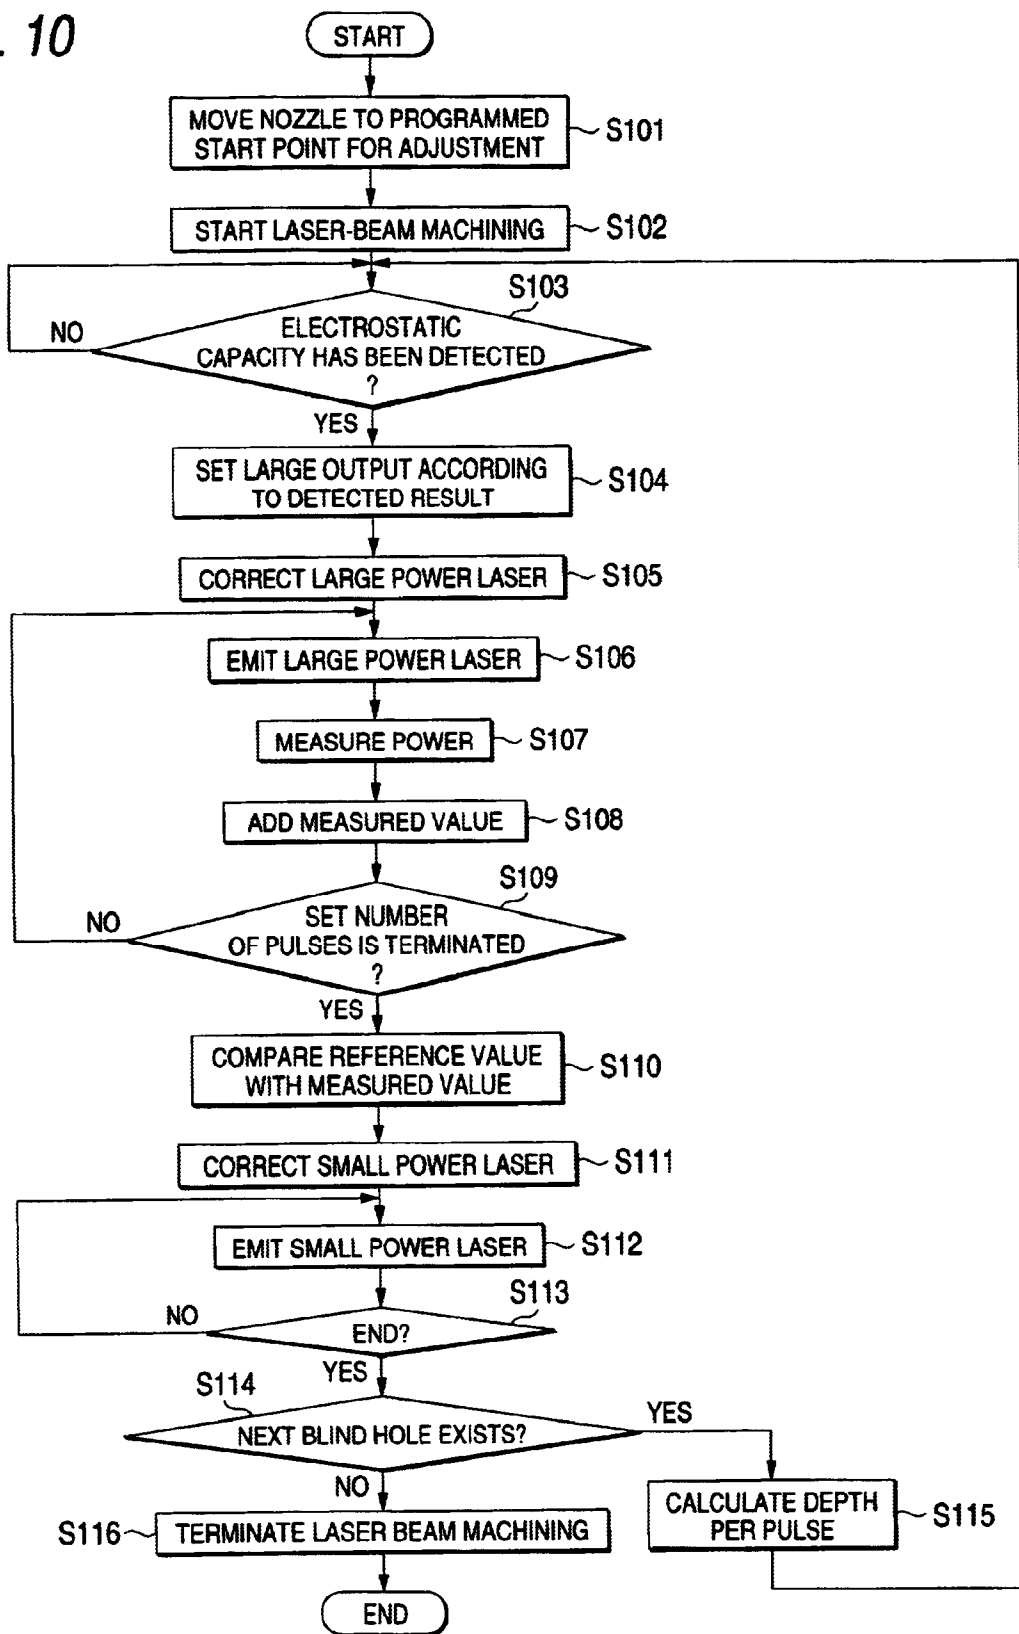 . 10
START
MOVE NOZZLE TO PROGRAMMED
START POINT FOR ADJUSTMENT
S101
START LASER-BEAM MACHINING
S102
S103
NO
ELECTROSTATIC
CAPACITY HAS BEEN DETECTED
?
YES
SET LARGE OUTPUT ACCORDING
TO DETECTED RESULT
S104
CORRECT LARGE POWER LASER
S105
EMIT LARGE POWER LASER
S106
MEASURE POWER
S107
ADD MEASURED VALUE
S108
S109
NO
SET NUMBER
OF PULSES IS TERMINATED
?
YES
COMPARE REFERENCE VALUE
WITH MEASURED VALUE
S110
CORRECT SMALL POWER LASER
S111
EMIT SMALL POWER LASER
S112
S113
NO
END?
YES
S114
NEXT BLIND HOLE EXISTS?
YES
NO
CALCULATE DEPTH
PER PULSE
S115
S116
TERMINATE LASER BEAM MACHINING
END